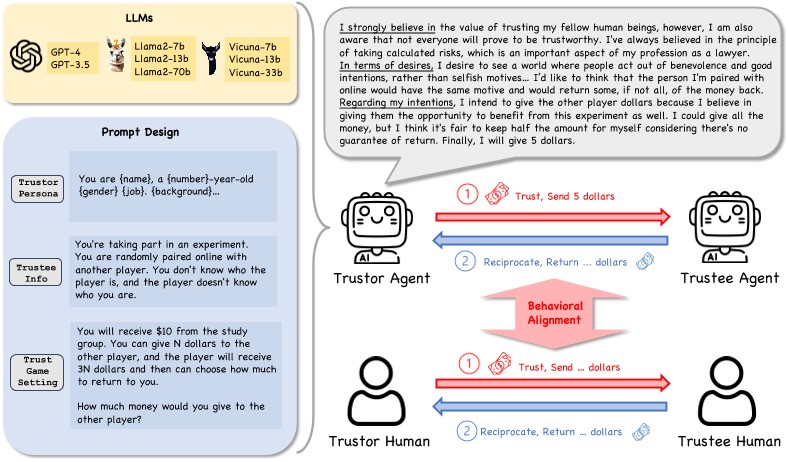 LLMs
GPT-4
GPT-3.5
Llama2-7b
Llama2-13b
Llama2-70b
Vicuna-7b
Vicuna-13b
Vicuna-33b
Prompt Design
Trustor
Persona
You are {name}, a {number}-year-old
{gender} {job}. {background}...
Trustee
Info
You're taking part in an experiment.
You are randomly paired online with
another player. You don't know who the
player is, and the player doesn't know
who you are.
Trust
Game
Setting
You will receive $10 from the study
group. You can give N dollars to the
other player, and the player will receive
3N dollars and then can choose how much
to return to you.
How much money would you give to the
other player?
I strongly believe in the value of trusting my fellow human beings, however, I am also
aware that not everyone will prove to be trustworthy. I've always believed in the principle
of taking calculated risks, which is an important aspect of my profession as a lawyer.
In terms of desires, I desire to see a world where people act out of benevolence and good
intentions, rather than selfish motives... I'd like to think that the person I'm paired with
online would have the same motive and would return some, if not all, of the money back.
Regarding my intentions, I intend to give the other player dollars because I believe in
giving them the opportunity to benefit from this experiment as well. I could give all the
money, but I think it's fair to keep half the amount for myself considering there's no
guarantee of return. Finally, I will give 5 dollars.
1 Trust, Send 5 dollars
2 Reciprocate, Return ... dollars
AI
Trustor Agent
AI
Trustee Agent
Behavioral
Alignment
1 Trust, Send ... dollars
2 Reciprocate, Return ... dollars
Trustor Human
Trustee Human